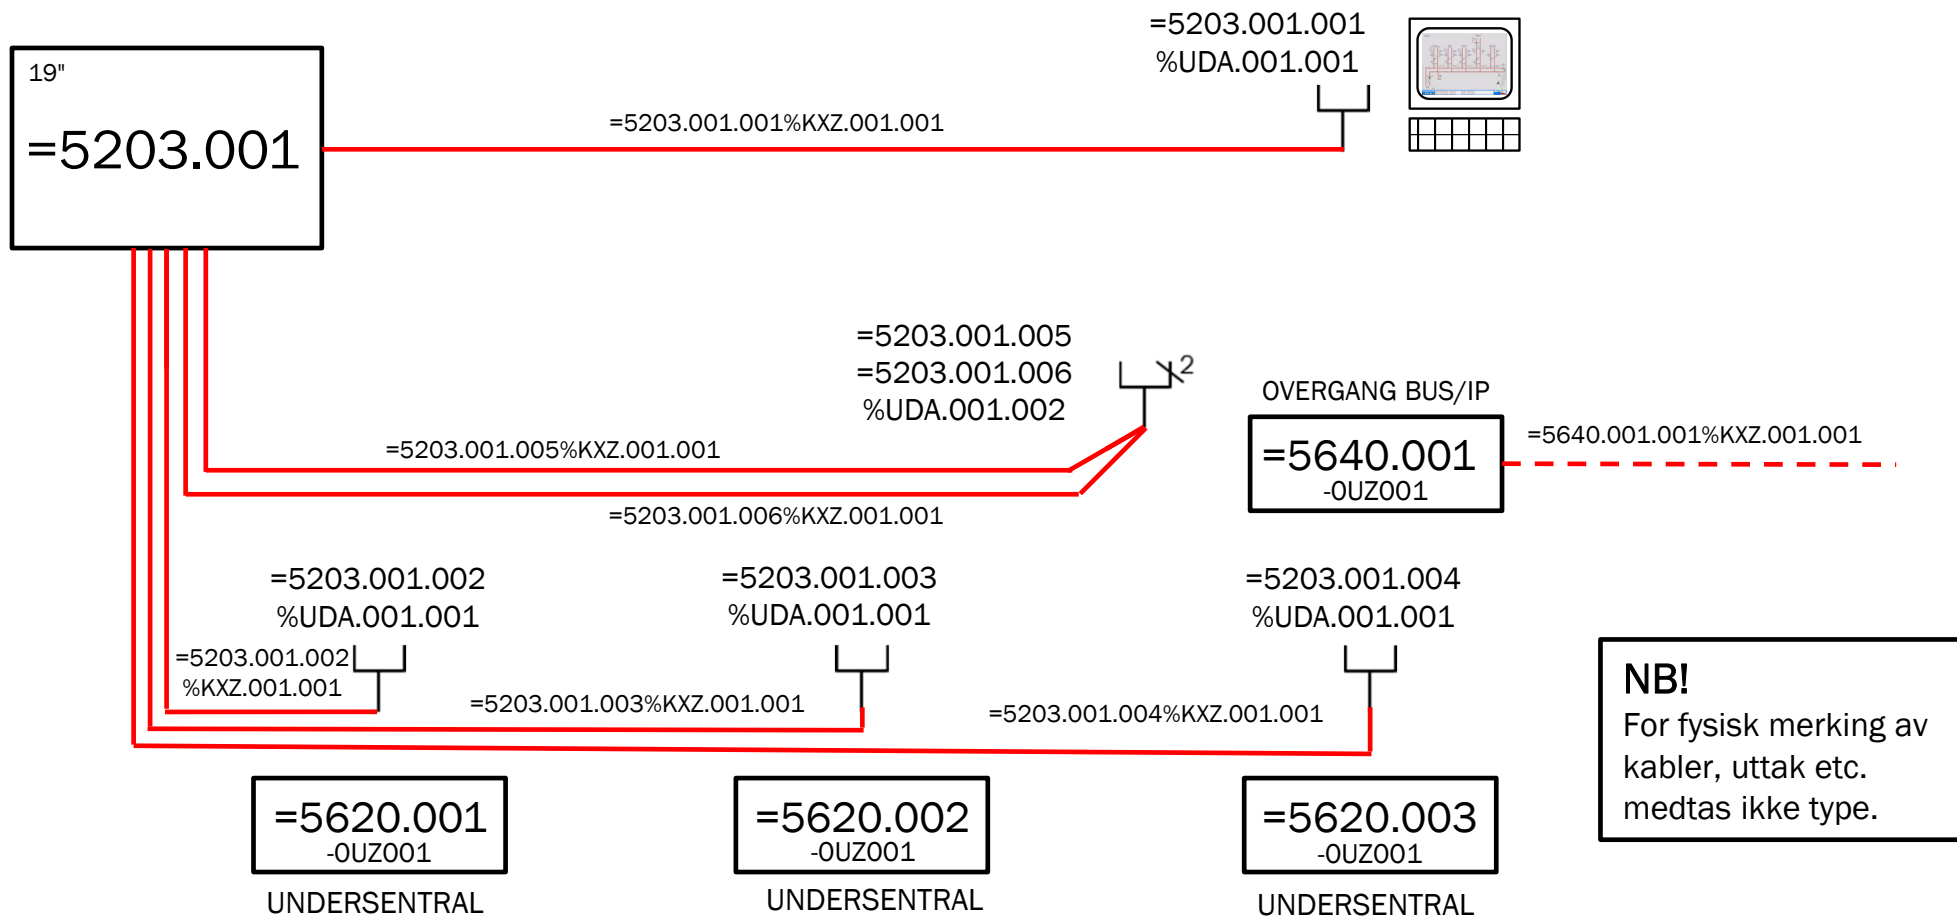 19"
=5203.001
=5203.001.001
%UDA.001.001
=5203.001.001%KXZ.001.001
=5203.001.005
=5203.001.006
%UDA.001.002
2
=5203.001.005%KXZ.001.001
=5203.001.006%KXZ.001.001
OVERGANG BUS/IP
=5640.001
-0UZ001
=5640.001.001%KXZ.001.001
=5203.001.002
%UDA.001.001
=5203.001.003
%UDA.001.001
=5203.001.004
%UDA.001.001
=5203.001.002
%KXZ.001.001
=5203.001.003%KXZ.001.001
=5203.001.004%KXZ.001.001
=5620.001
-0UZ001
UNDERSENTRAL
=5620.002
-0UZ001
UNDERSENTRAL
=5620.003
-0UZ001
UNDERSENTRAL
NB!
For fysisk merking av
kabler, uttak etc.
medtas ikke type.